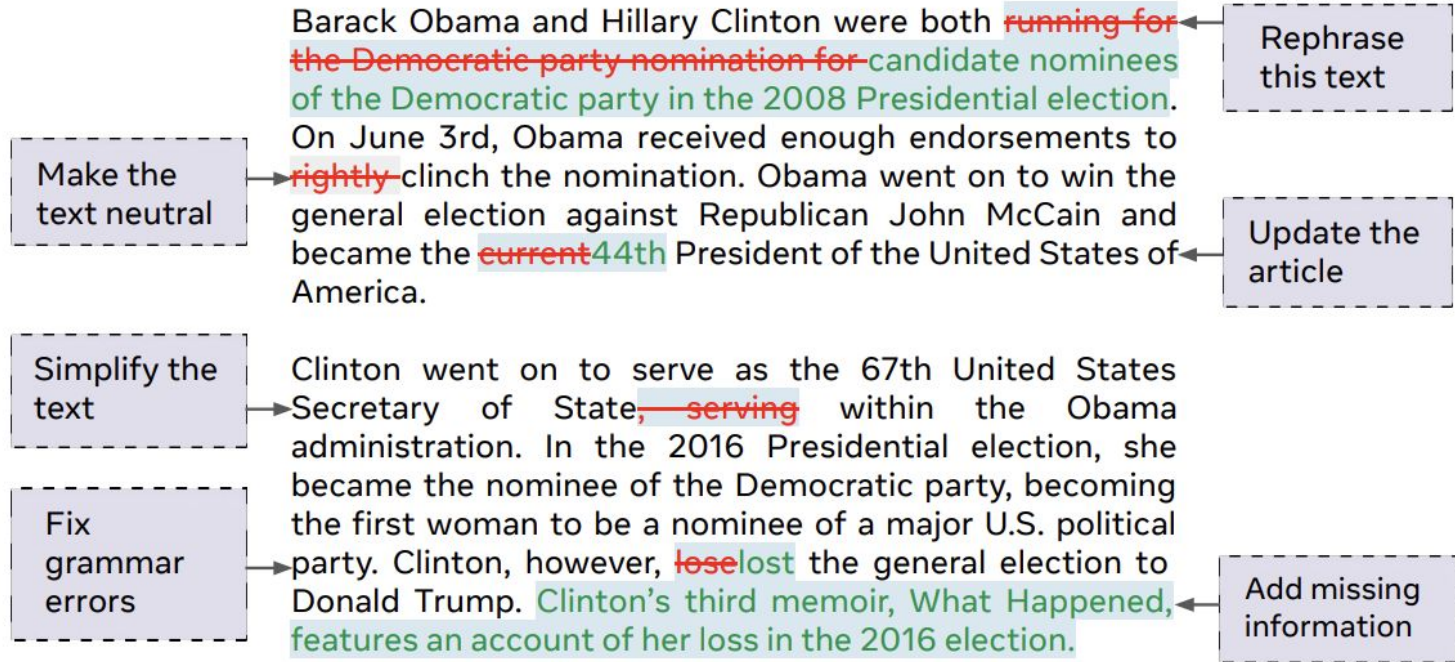 Barack Obama and Hillary Clinton were both running for
the Democratic party nomination for candidate nominees
of the Democratic party in the 2008 Presidential election.
On June 3rd, Obama received enough endorsements to
rightly clinch the nomination. Obama went on to win the
general election against Republican John McCain and
became the current44th President of the United States of
America.
Clinton went on to serve as the 67th United States
Secretary of State, serving within the Obama
administration. In the 2016 Presidential election, she
became the nominee of the Democratic party, becoming
the first woman to be a nominee of a major U.S. political
party. Clinton, however, loselost the general election to
Donald Trump. Clinton’s third memoir, What Happened,
features an account of her loss in the 2016 election.
Make the
text neutral
Simplify the
text
Fix
grammar
errors
Rephrase
this text
Update the
article
Add missing
information